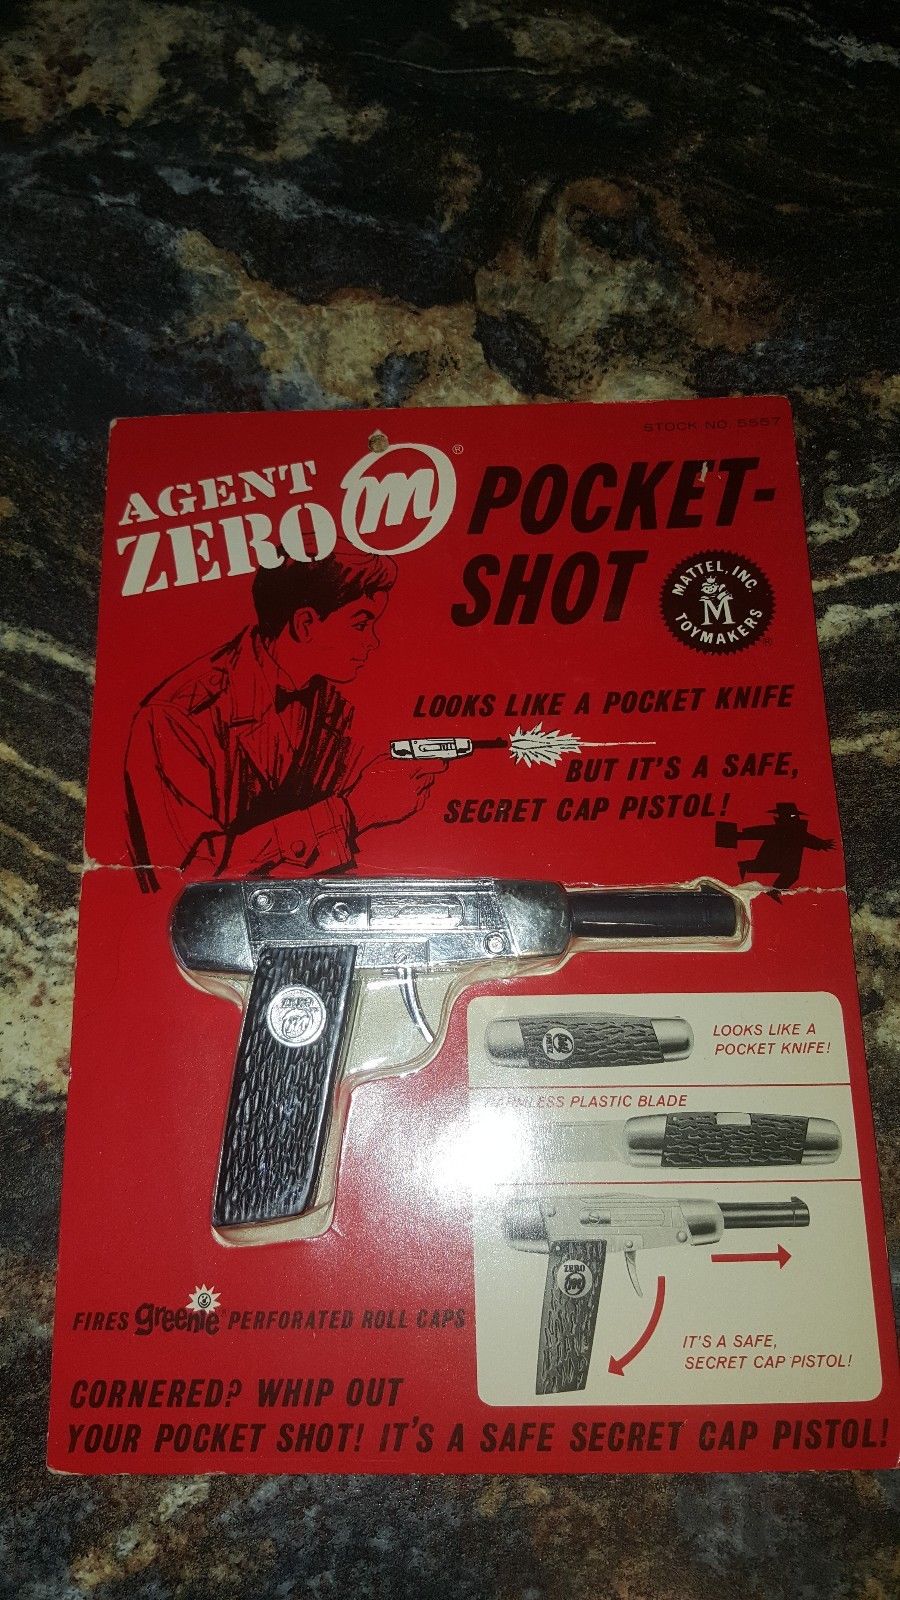 STOCK NO. 5557
AGENT
ZERO
m ®
POCKET-
SHOT
MATTEL, INC.
M
TOYMAKERS
®
LOOKS LIKE A POCKET KNIFE
BUT IT'S A SAFE,
SECRET CAP PISTOL!
ZERO
m
LOOKS LIKE A
POCKET KNIFE!
PLASTIC BLADE
ZERO
m
IT'S A SAFE,
SECRET CAP PISTOL!
FIRES greenie PERFORATED ROLL CAPS
CORNERED? WHIP OUT
YOUR POCKET SHOT! IT'S A SAFE SECRET CAP PISTOL!